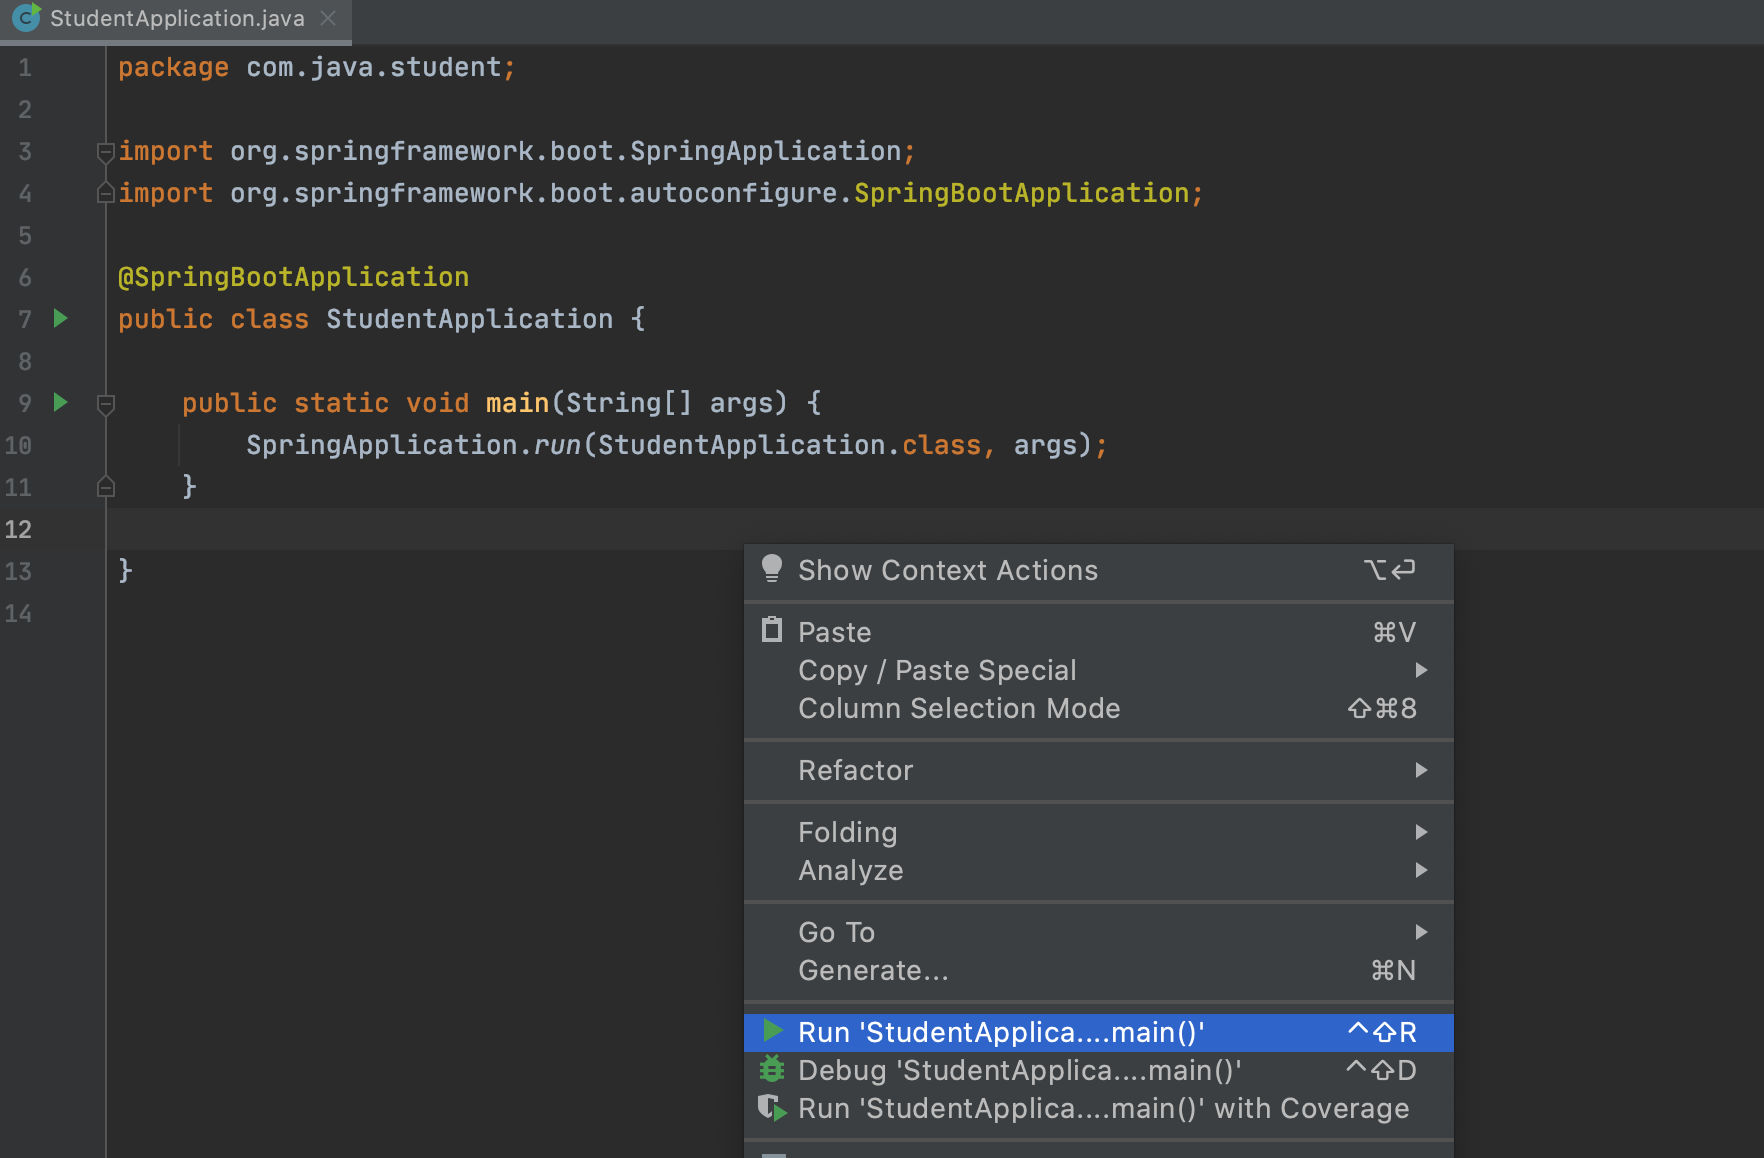 StudentApplication.java
1 package com.java.student;
2
3 import org.springframework.boot.SpringApplication;
4 import org.springframework.boot.autoconfigure.SpringBootApplication;
5
6 @SpringBootApplication
7 public class StudentApplication {
8
9 public static void main(String[] args) {
10 SpringApplication.run(StudentApplication.class, args);
11 }
12
13 }
14
Show Context Actions ⌥⏎
Paste ⌘V
Copy / Paste Special
Column Selection Mode ⇧⌘8
Refactor
Folding
Analyze
Go To
Generate... ⌘N
Run 'StudentApplica....main()' ⌃⇧R
Debug 'StudentApplica....main()' ⌃⇧D
Run 'StudentApplica....main()' with Coverage